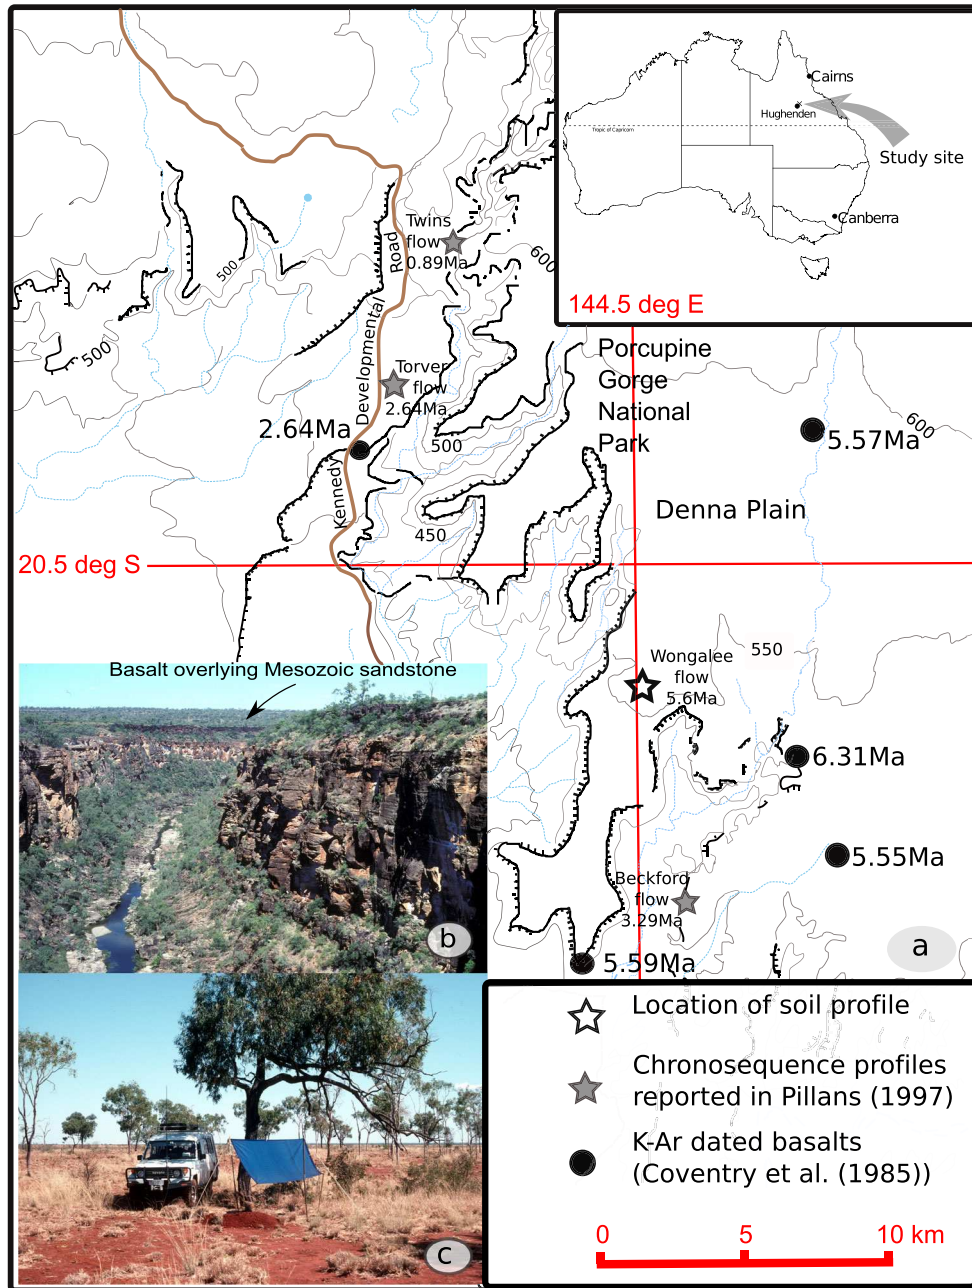 Cairns
Hughenden
Tropic of Capricorn
Study site
Canberra
144.5 deg E
Twins
flow
0.89Ma
600
500
500
Kennedy Developmental Road
Torver
flow
2.64Ma
2.64Ma
500
450
Porcupine
Gorge
National
Park
600
5.57Ma
Denna Plain
20.5 deg S
550
Wongalee
flow
5.6Ma
6.31Ma
5.55Ma
Beckford
flow
3.29Ma
5.59Ma
a
Basalt overlying Mesozoic sandstone
b
c
Location of soil profile
Chronosequence profiles
reported in Pillans (1997)
K-Ar dated basalts
(Coventry et al. (1985))
0 5 10 km